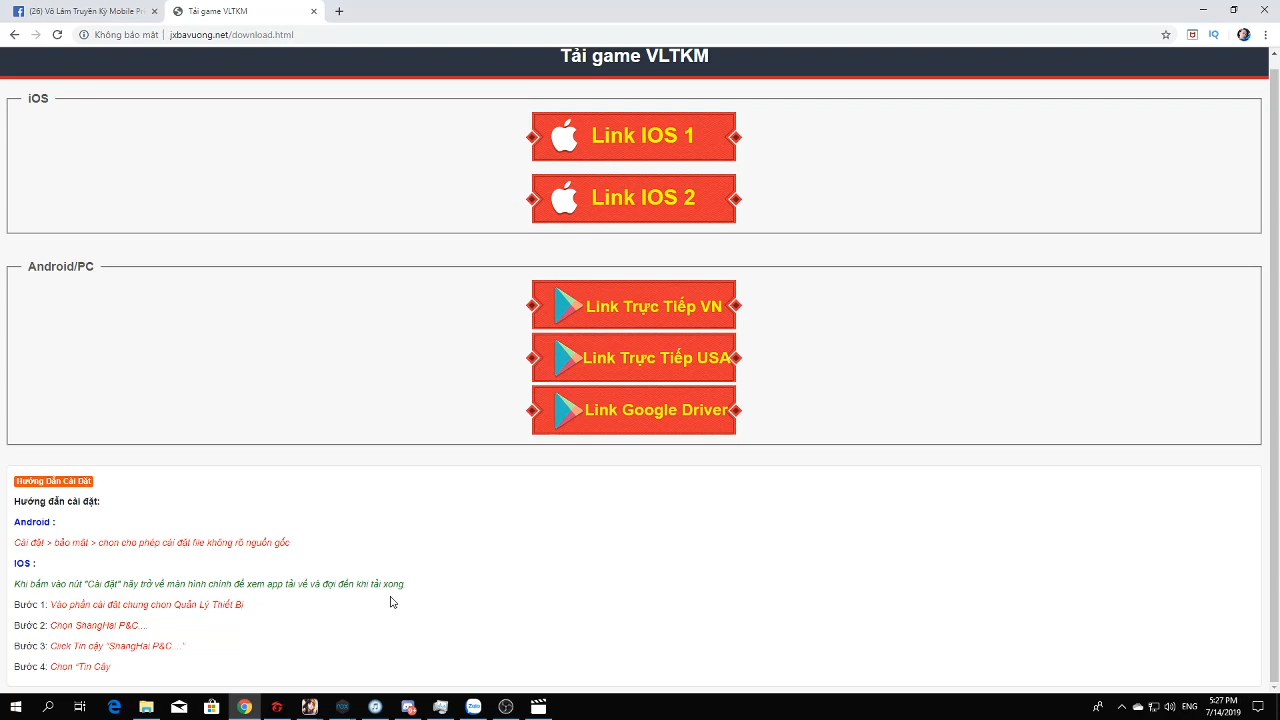 (26) Võ Lâm Truyền Kỳ Mobile Pri
Tải game VLTKM
Không bảo mật | jxbavuong.net/download.html
IQ
Tải game VLTKM
iOS
Link IOS 1
Link IOS 2
Android/PC
Link Trực Tiếp VN
Link Trực Tiếp USA
Link Google Driver
Hướng Dẫn Cài Đặt
Hướng dẫn cài đặt:
Android :
Cài đặt > bảo mật > chọn cho phép cài đặt file không rõ nguồn gốc
IOS :
Khi bấm vào nút "Cài đặt" hãy trở về màn hình chính để xem app tải về và đợi đến khi tải xong.
Bước 1: Vào phần cài đặt chung chọn Quản Lý Thiết Bị
Bước 2: Chọn ShangHai P&C....
Bước 3: Click Tin cậy "ShangHai P&C...."
Bước 4: Chọn "Tin Cậy
nox
Zalo
ENG
5:27 PM
7/14/2019